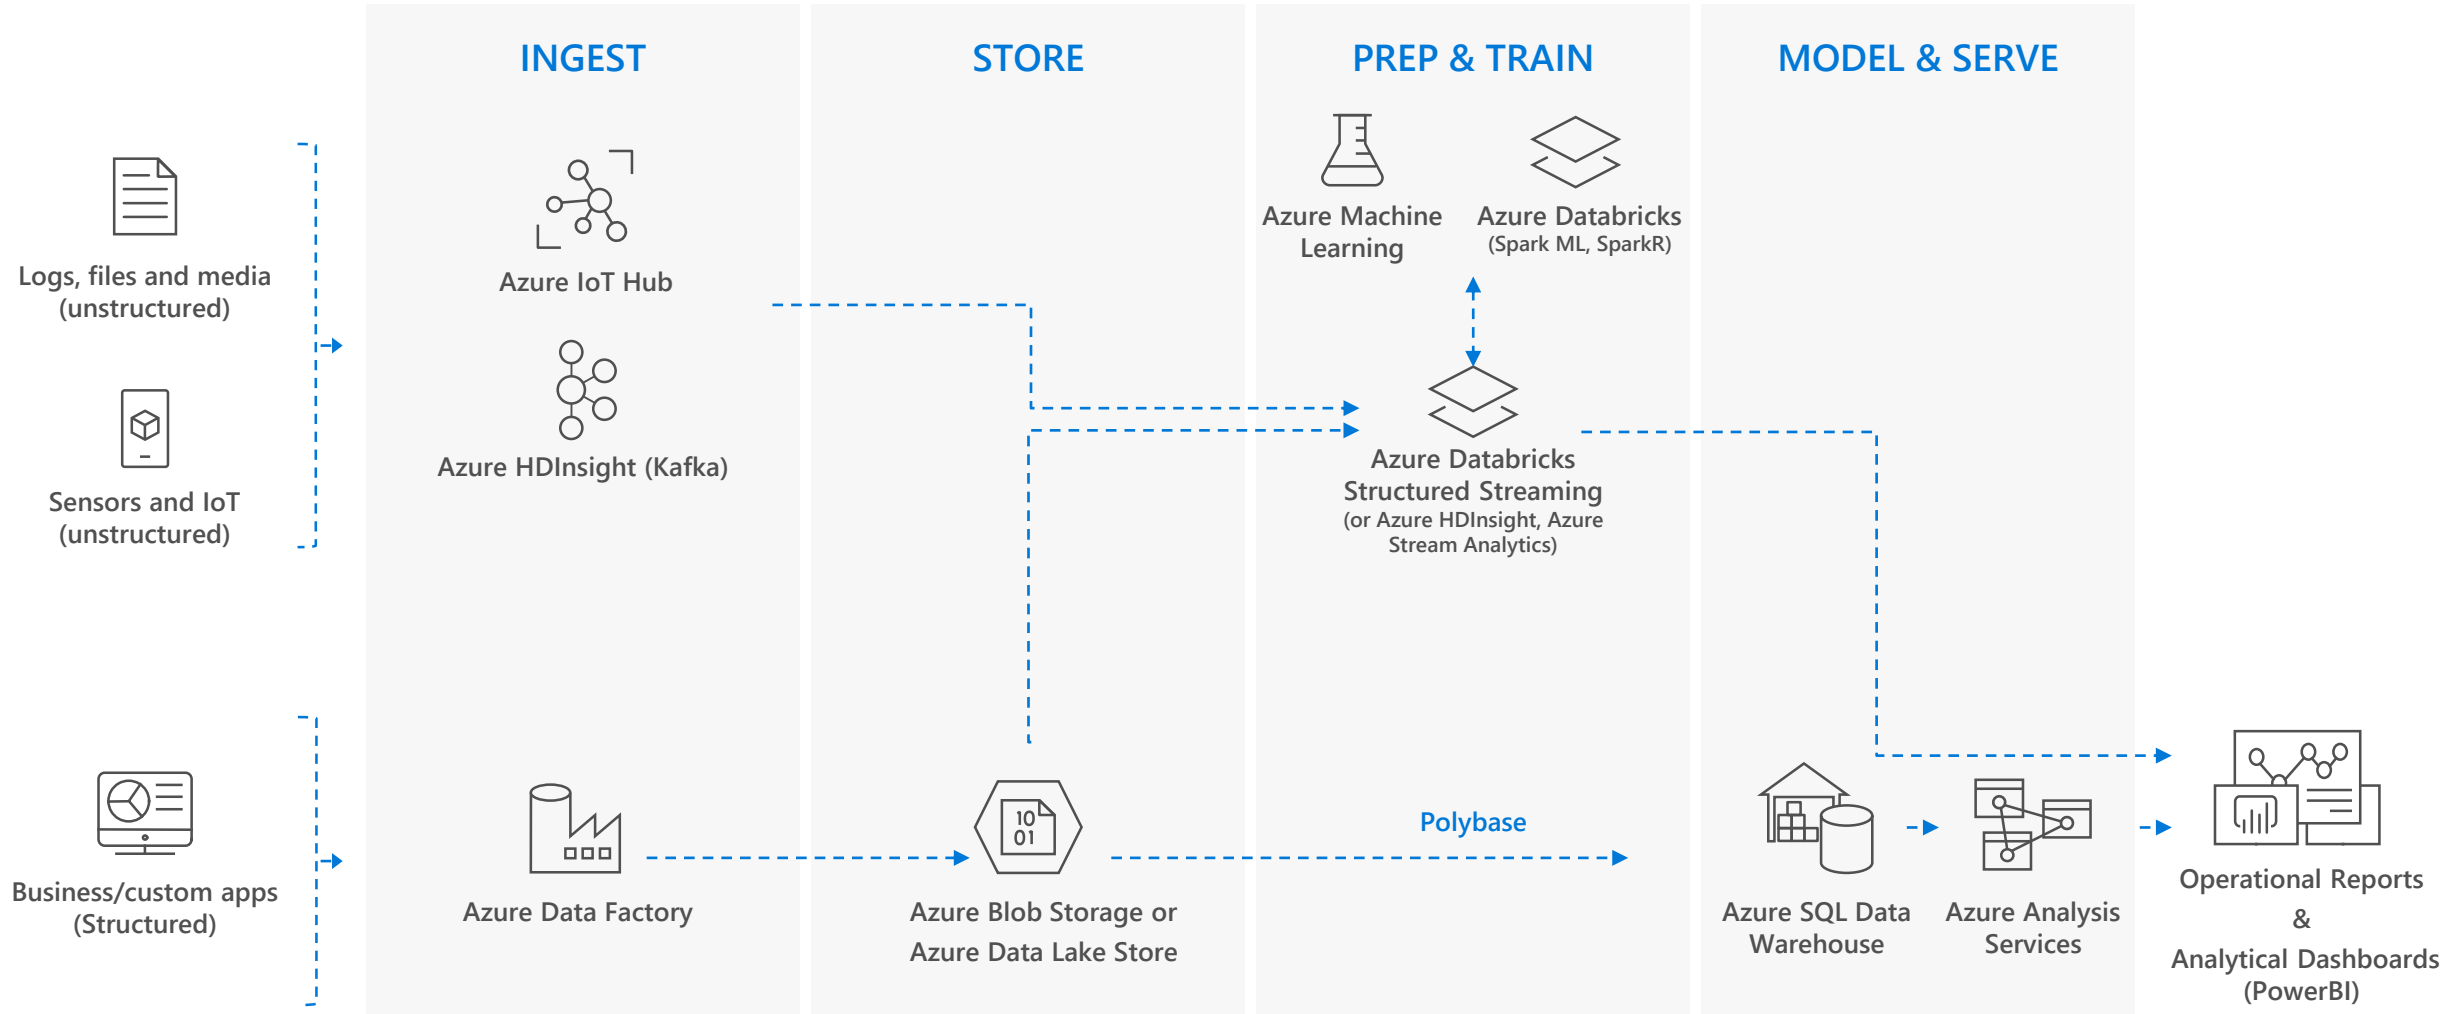 INGEST
STORE
PREP & TRAIN
MODEL & SERVE
Logs, files and media
(unstructured)
Sensors and IoT
(unstructured)
Business/custom apps
(Structured)
Azure IoT Hub
Azure HDInsight (Kafka)
Azure Data Factory
10
01
Azure Blob Storage or
Azure Data Lake Store
Azure Machine
Learning
Azure Databricks
(Spark ML, SparkR)
Azure Databricks
Structured Streaming
(or Azure HDInsight, Azure
Stream Analytics)
Polybase
Azure SQL Data
Warehouse
Azure Analysis
Services
Operational Reports
&
Analytical Dashboards
(PowerBI)